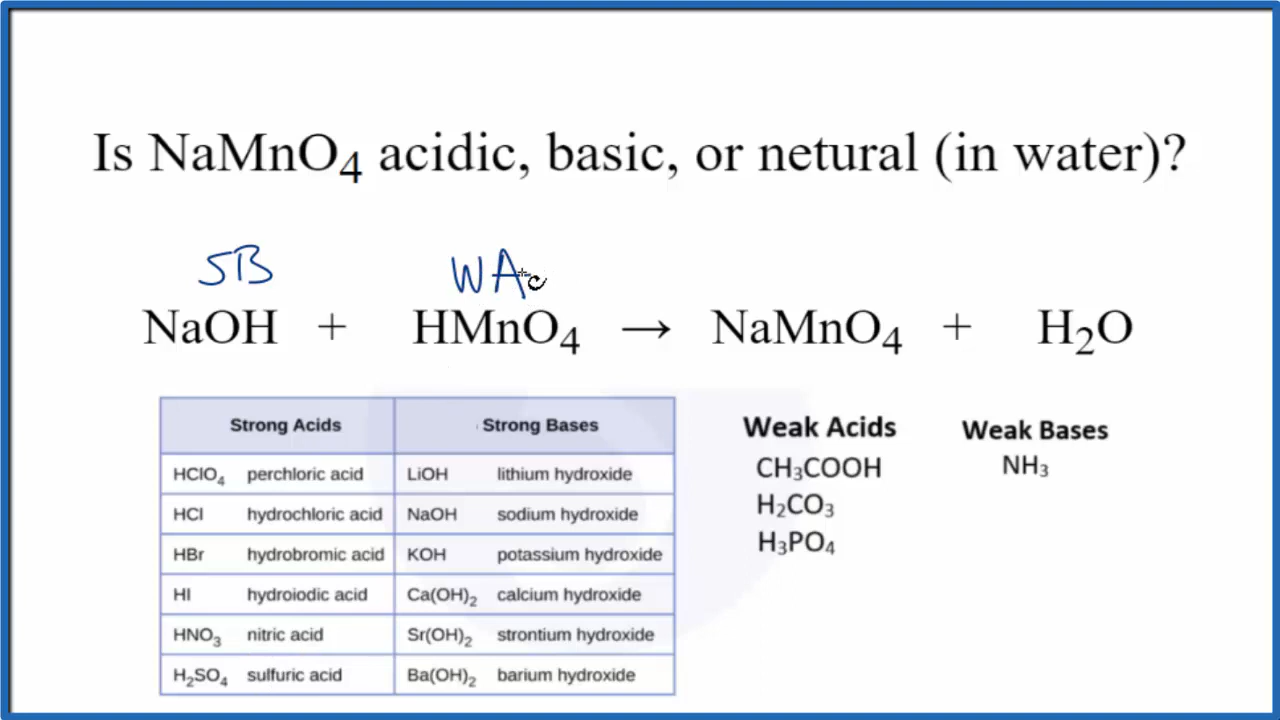 Is NaMnO4 acidic, basic, or netural (in water)?
SB WA
NaOH + HMnO4 → NaMnO4 + H2O
Strong Acids Strong Bases
HClO4 perchloric acid LiOH lithium hydroxide
HCl hydrochloric acid NaOH sodium hydroxide
HBr hydrobromic acid KOH potassium hydroxide
HI hydroiodic acid Ca(OH)2 calcium hydroxide
HNO3 nitric acid Sr(OH)2 strontium hydroxide
H2SO4 sulfuric acid Ba(OH)2 barium hydroxide
Weak Acids Weak Bases
CH3COOH NH3
H2CO3
H3PO4